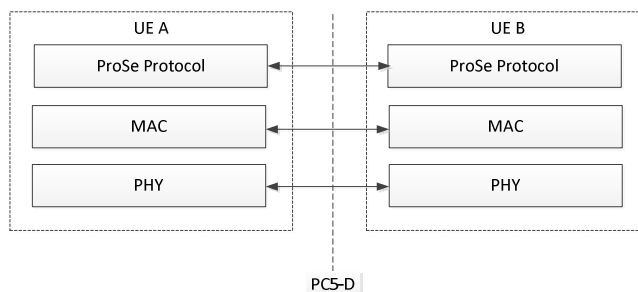 UE A
UE B
ProSe Protocol
ProSe Protocol
MAC
MAC
PHY
PHY
PC5-D